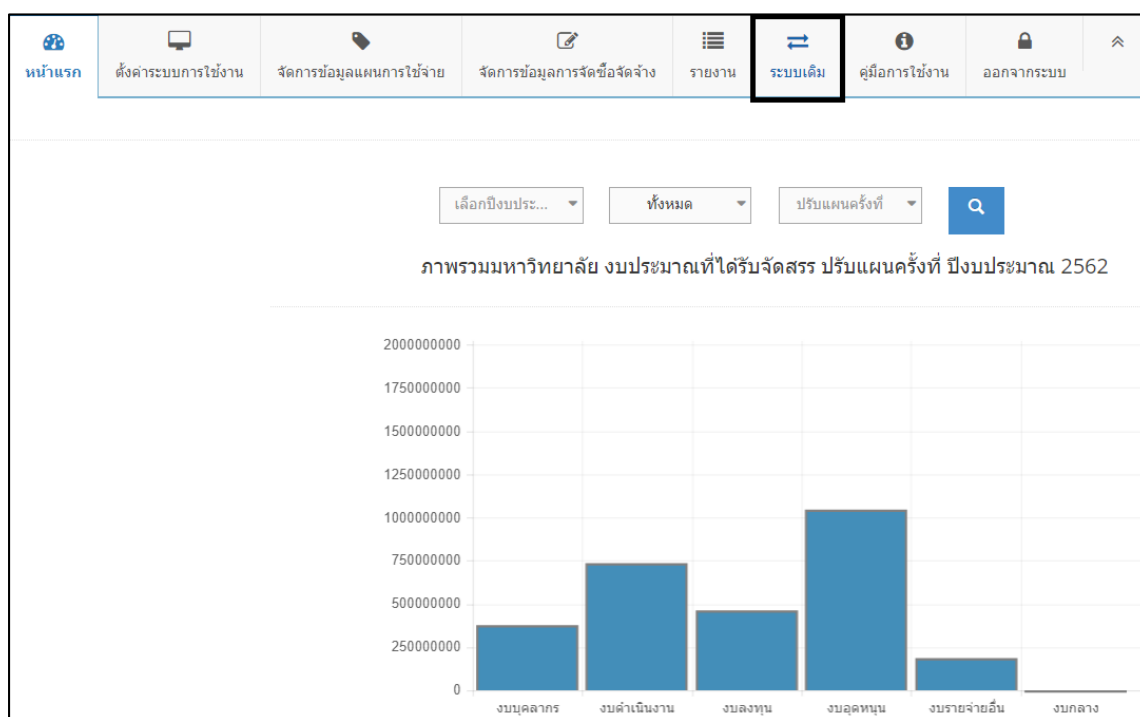 หน้าแรก ตั้งค่าระบบการใช้งาน จัดการข้อมูลแผนการใช้จ่าย จัดการข้อมูลการจัดซื้อจัดจ้าง รายงาน ระบบเดิม คู่มือการใช้งาน ออกจากระบบ
เลือกปีงบประ... ทั้งหมด ปรับแผนครั้งที่
ภาพรวมมหาวิทยาลัย งบประมาณที่ได้รับจัดสรร ปรับแผนครั้งที่ ปีงบประมาณ 2562
2000000000
1750000000
1500000000
1250000000
1000000000
750000000
500000000
250000000
0
งบบุคลากร งบดำเนินงาน งบลงทุน งบอุดหนุน งบรายจ่ายอื่น งบกลาง